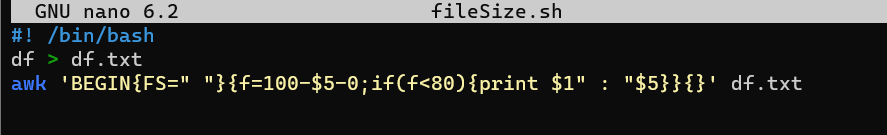 GNU nano 6.2 fileSize.sh
#! /bin/bash
df > df.txt
awk 'BEGIN{FS=" "}{f=100-$5-0;if(f<80){print $1" : "$5}}{}' df.txt